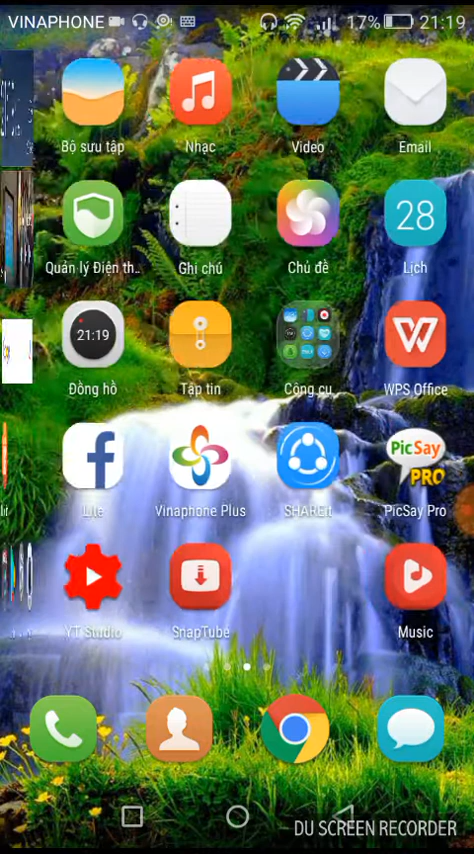 VINAPHONE 17% 21:19
Bộ sưu tập Nhạc Video Email
28
Quản lý Điện th.. Ghi chú Chủ đề Lịch
21:19
Đồng hồ Tập tin Công cụ WPS Office
PicSay
PRO
Lite Vinaphone Plus SHAREit PicSay Pro
YT Studio SnapTube Music
DU SCREEN RECORDER